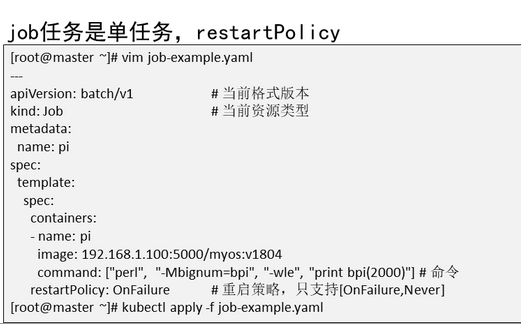 job任务是单任务，restartPolicy
[root@master ~]# vim job-example.yaml
---
apiVersion: batch/v1 # 当前格式版本
kind: Job # 当前资源类型
metadata:
  name: pi
spec:
  template:
    spec:
      containers:
      - name: pi
        image: 192.168.1.100:5000/myos:v1804
        command: ["perl", "-Mbignum=bpi", "-wle", "print bpi(2000)"] # 命令
      restartPolicy: OnFailure # 重启策略，只支持[OnFailure,Never]
[root@master ~]# kubectl apply -f job-example.yaml